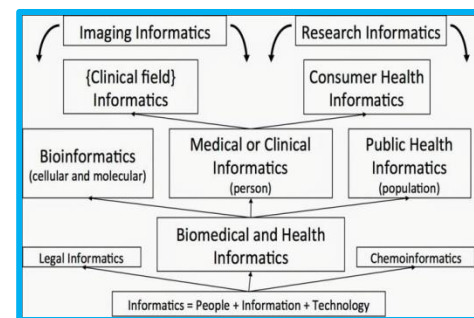 Imaging Informatics
Research Informatics
{Clinical field}
Informatics
Consumer Health
Informatics
Bioinformatics
(cellular and molecular)
Medical or Clinical
Informatics
(person)
Public Health
Informatics
(population)
Biomedical and Health
Informatics
Legal Informatics
Chemoinformatics
Informatics = People + Information + Technology